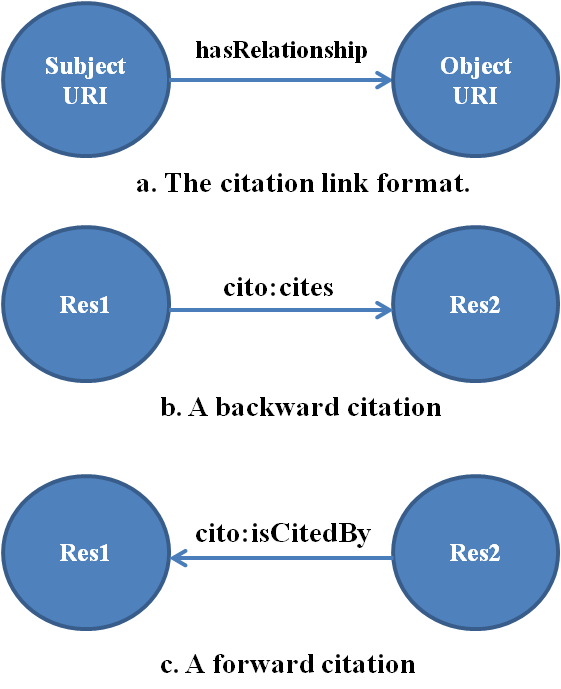 hasRelationship
Subject
URI
Object
URI
a. The citation link format.
cito:cites
Res1
Res2
b. A backward citation
cito:isCitedBy
Res1
Res2
c. A forward citation